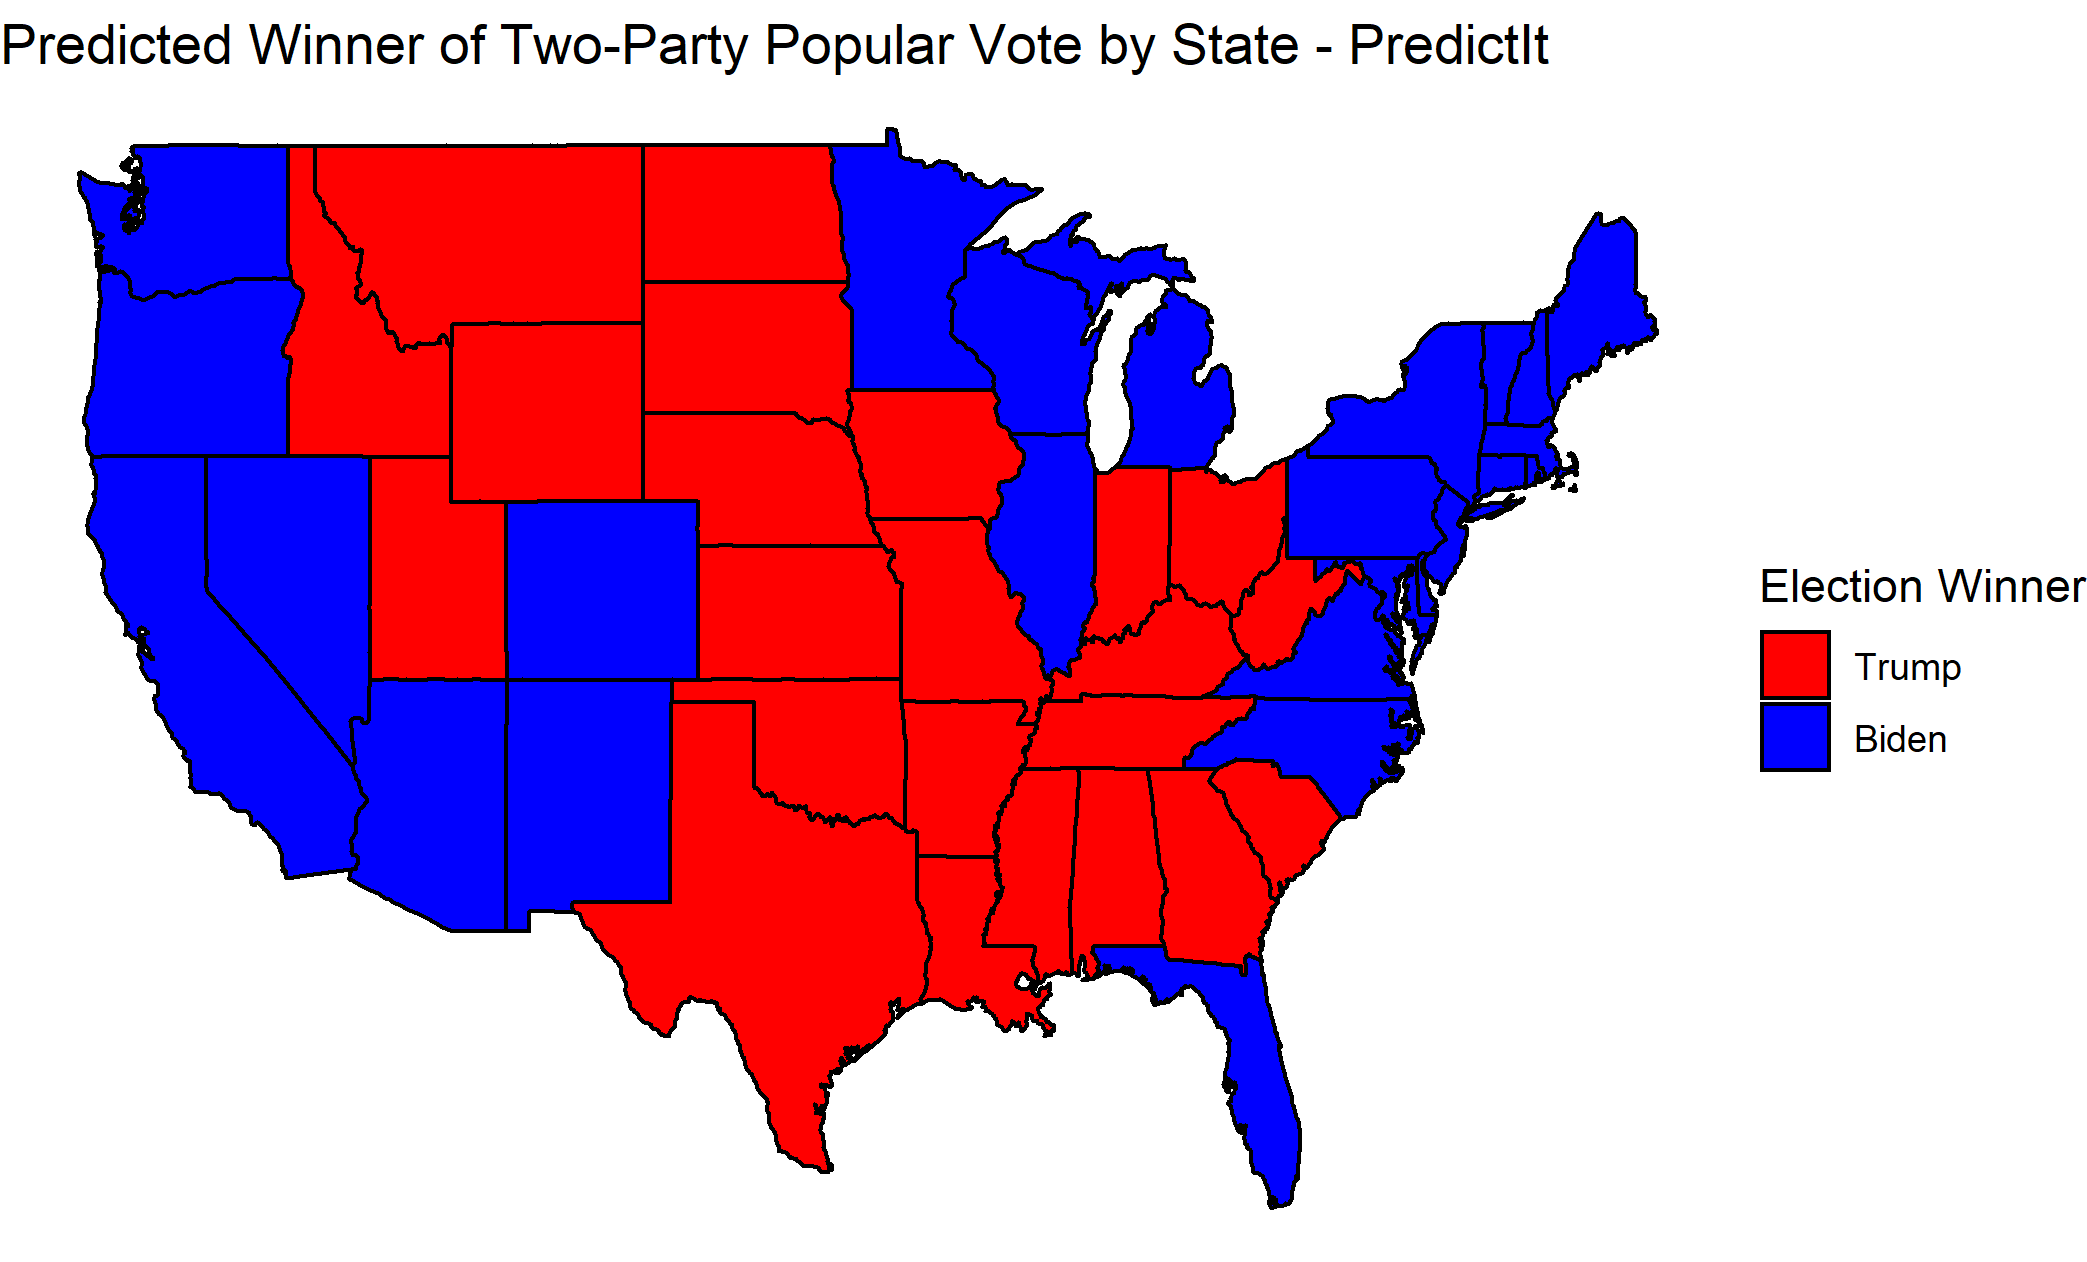 Predicted Winner of Two-Party Popular Vote by State - PredictIt
Election Winner
Trump
Biden